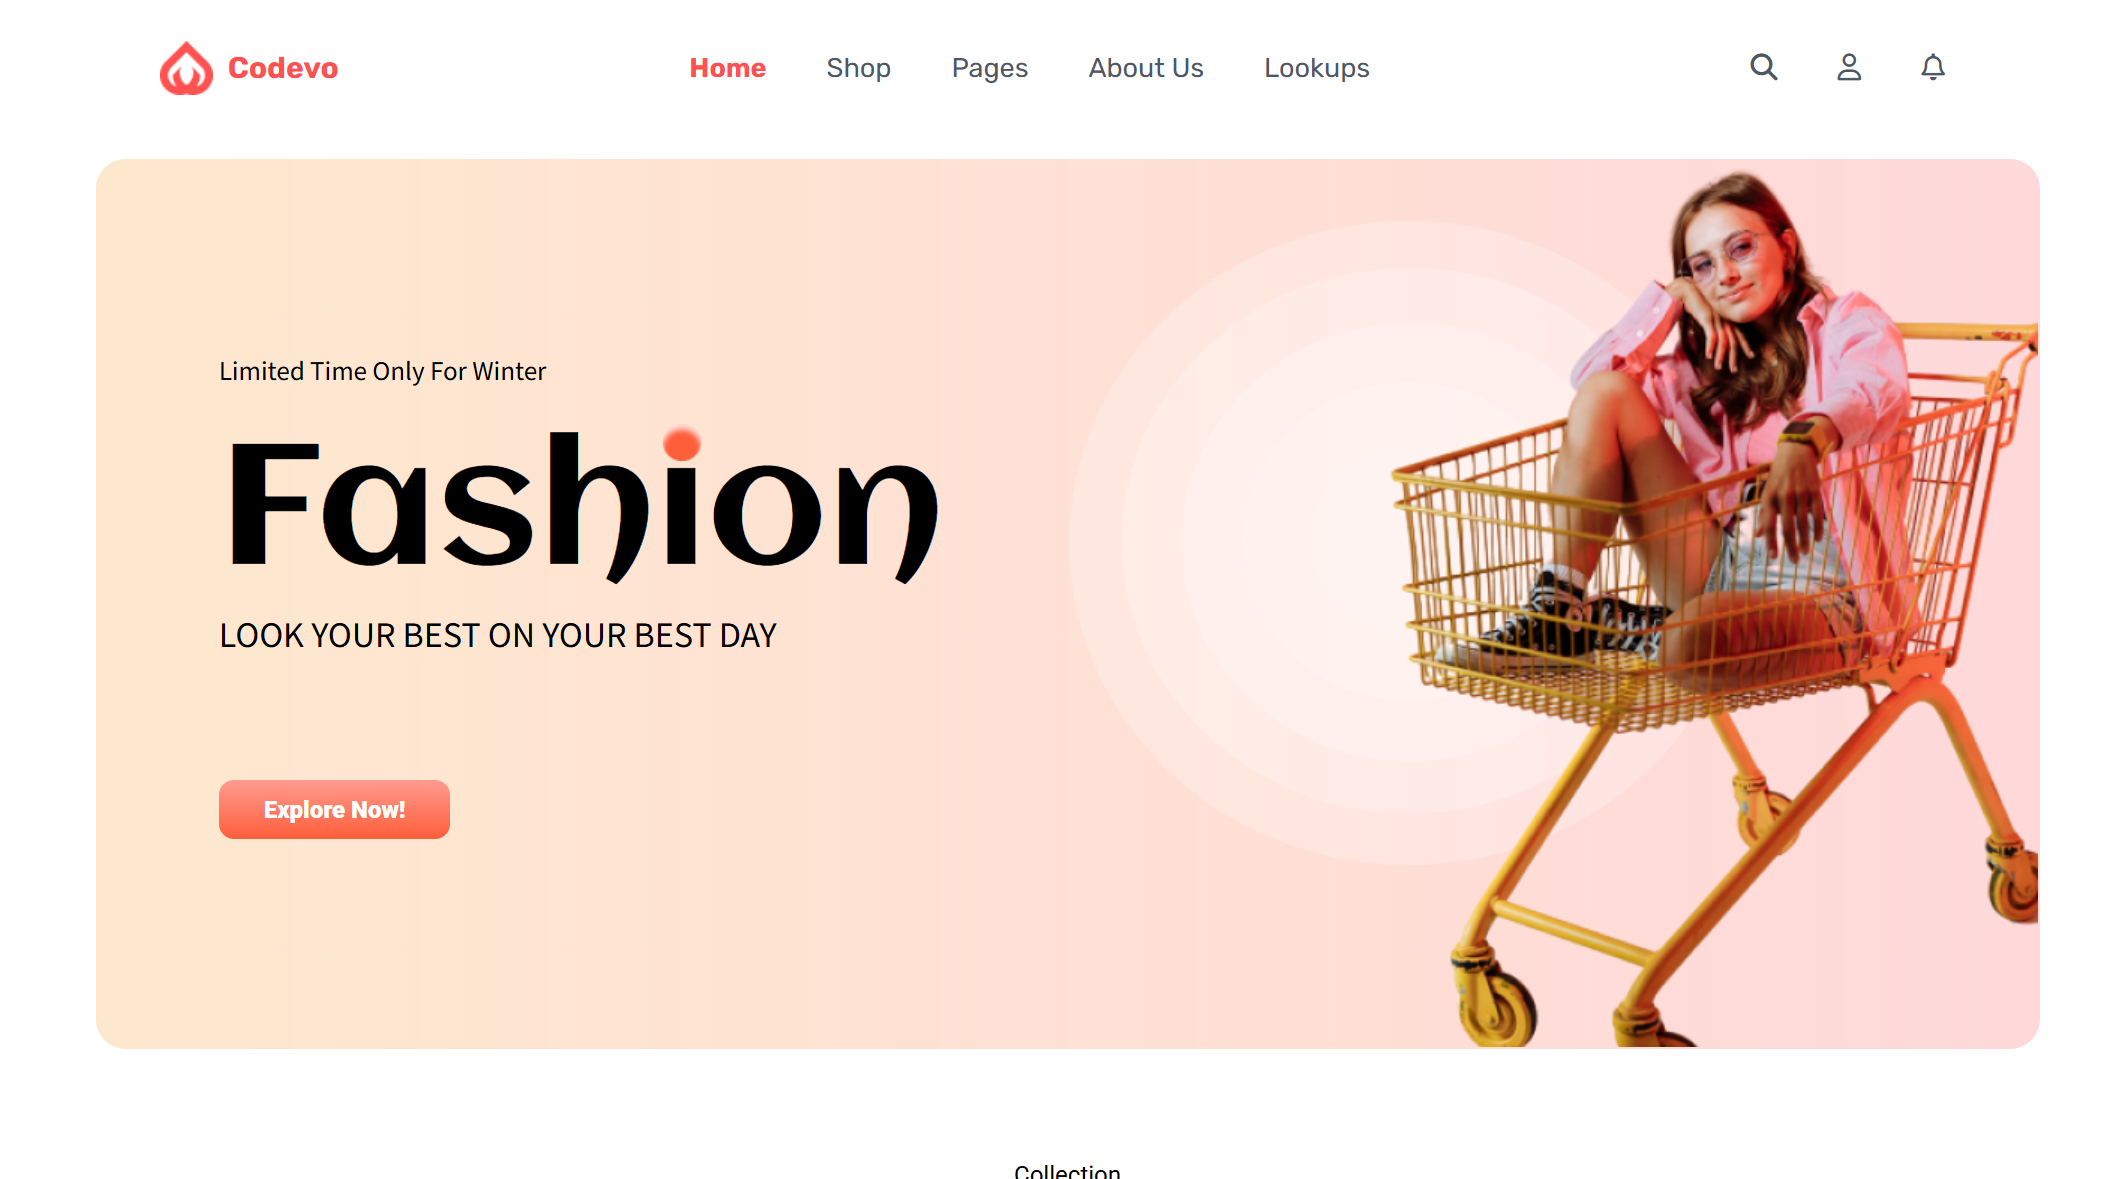 Codevo
Home Shop Pages About Us Lookups
Limited Time Only For Winter
Fashion
LOOK YOUR BEST ON YOUR BEST DAY
Explore Now!
Collection